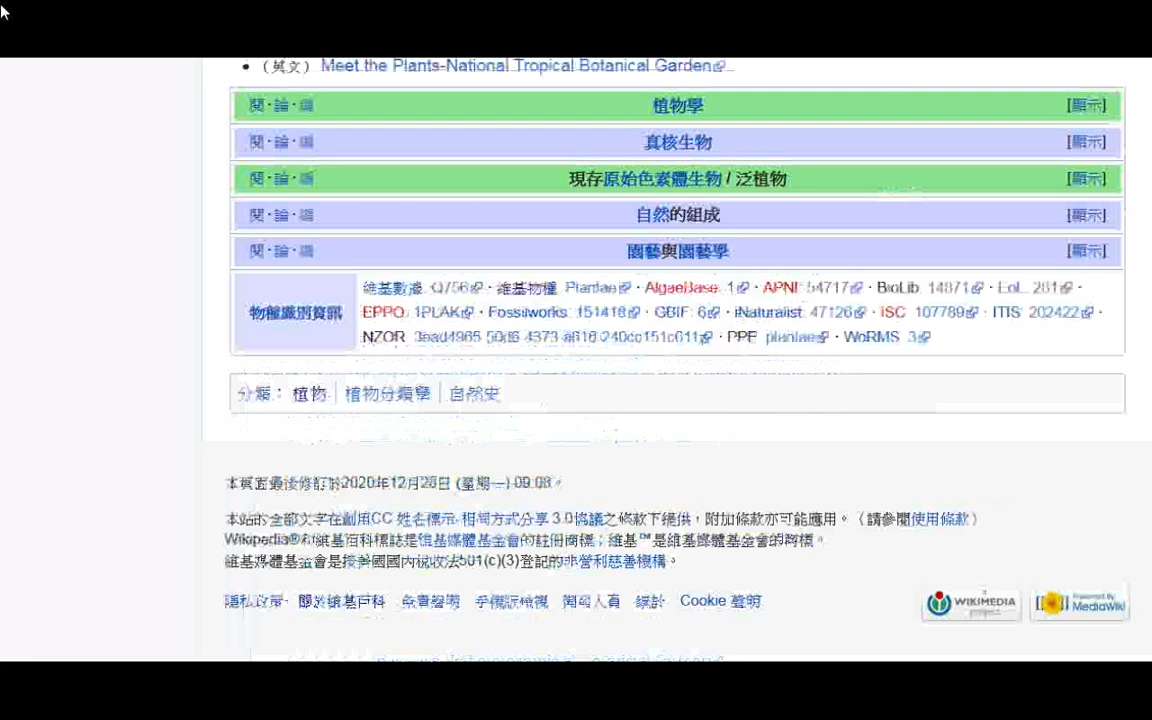 （英文） Meet the Plants-National Tropical Botanical Garden
閱·論·編 植物學 [顯示]
閱·論·編 真核生物 [顯示]
閱·論·編 現存原始色素體生物 / 泛植物 [顯示]
閱·論·編 自然的組成 [顯示]
閱·論·編 園藝與園藝學 [顯示]
物種識別資訊
維基數據: Q756 · 維基物種: Plantae · AlgaeBase: 1 · APNI: 54717 · BioLib: 14871 · EoL: 281 ·
EPPO: 1PLAK · Fossilworks: 151418 · GBIF: 6 · iNaturalist: 47126 · ISC: 107789 · ITIS: 202422 ·
NZOR: · PPE: plantae · WoRMS: 3
分類： 植物 | 植物分類學 | 自然史
本頁面最後修訂於2020年12月28日 (星期一) 09:08。
本站的全部文字在創用CC 姓名標示-相同方式分享 3.0協議之條款下提供，附加條款亦可能應用。（請參閱使用條款）
Wikipedia®和維基百科標誌是維基媒體基金會的註冊商標；維基™是維基媒體基金會的商標。
維基媒體基金會是按美國國內稅收法501(c)(3)登記的非營利慈善機構。
隱私政策 關於維基百科 免責聲明 手機版檢視 開發人員 統計 Cookie 聲明
WIKIMEDIA project
Powered By MediaWiki